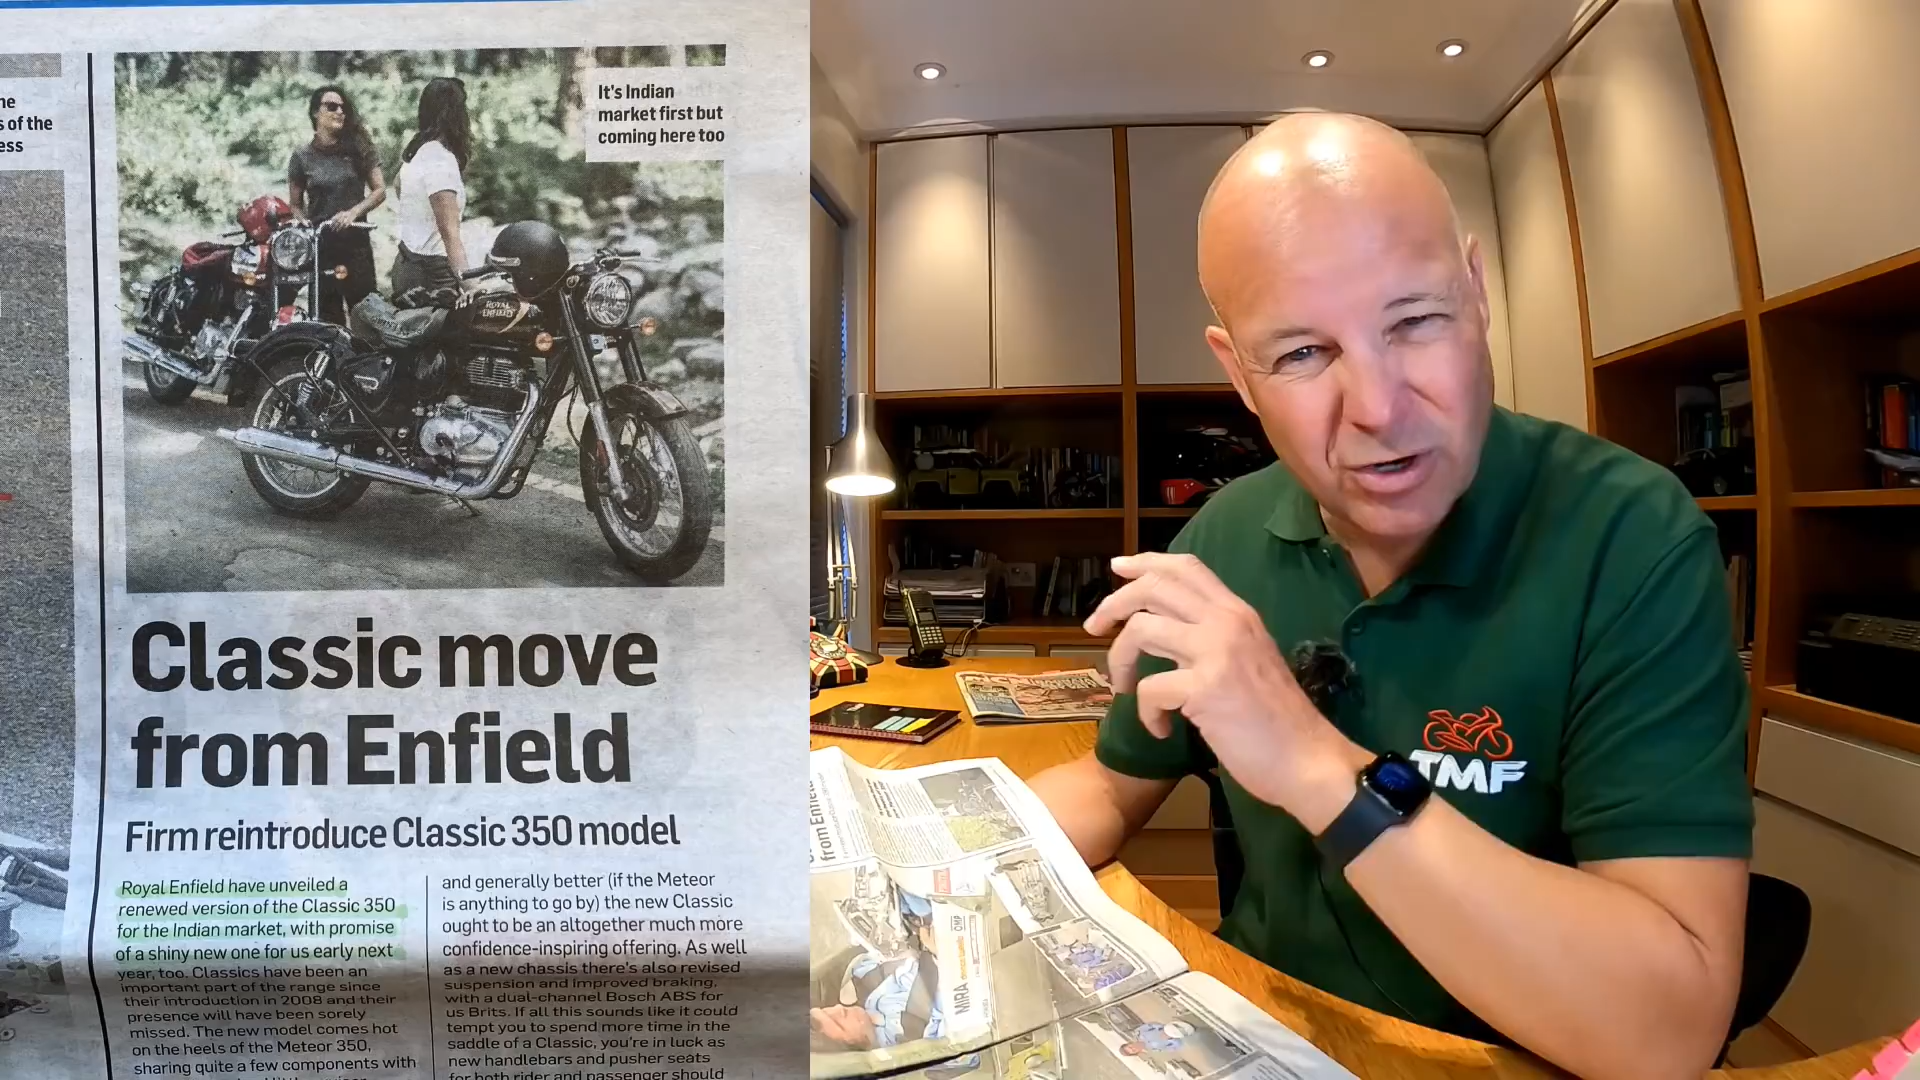 ne
s of the
ess
It's Indian
market first but
coming here too
ROYAL
ENFIELD
Classic move
from Enfield
Firm reintroduce Classic 350 model
Royal Enfield have unveiled a
renewed version of the Classic 350
for the Indian market, with promise
of a shiny new one for us early next
year, too. Classics have been an
important part of the range since
their introduction in 2008 and their
presence will have been sorely
missed. The new model comes hot
on the heels of the Meteor 350,
sharing quite a few components with
and generally better (if the Meteor
is anything to go by) the new Classic
ought to be an altogether much more
confidence-inspiring offering. As well
as a new chassis there's also revised
suspension and improved braking,
with a dual-channel Bosch ABS for
us Brits. If all this sounds like it could
tempt you to spend more time in the
saddle of a Classic, you're in luck as
new handlebars and pusher seats
for both rider and passenger should
TMF
from Enfield
MIRA
OMP